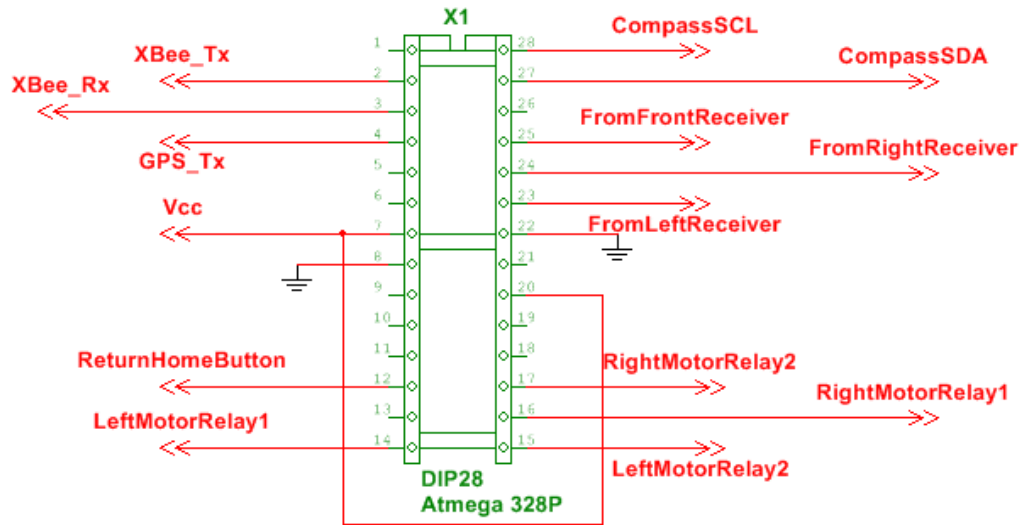 X1
CompassSCL
XBee_Tx
CompassSDA
XBee_Rx
FromFrontReceiver
GPS_Tx
FromRightReceiver
Vcc
FromLeftReceiver
ReturnHomeButton
RightMotorRelay2
LeftMotorRelay1
RightMotorRelay1
LeftMotorRelay2
DIP28
Atmega 328P
1
2
3
4
5
6
7
8
9
10
11
12
13
14
28
27
26
25
24
23
22
21
20
19
18
17
16
15